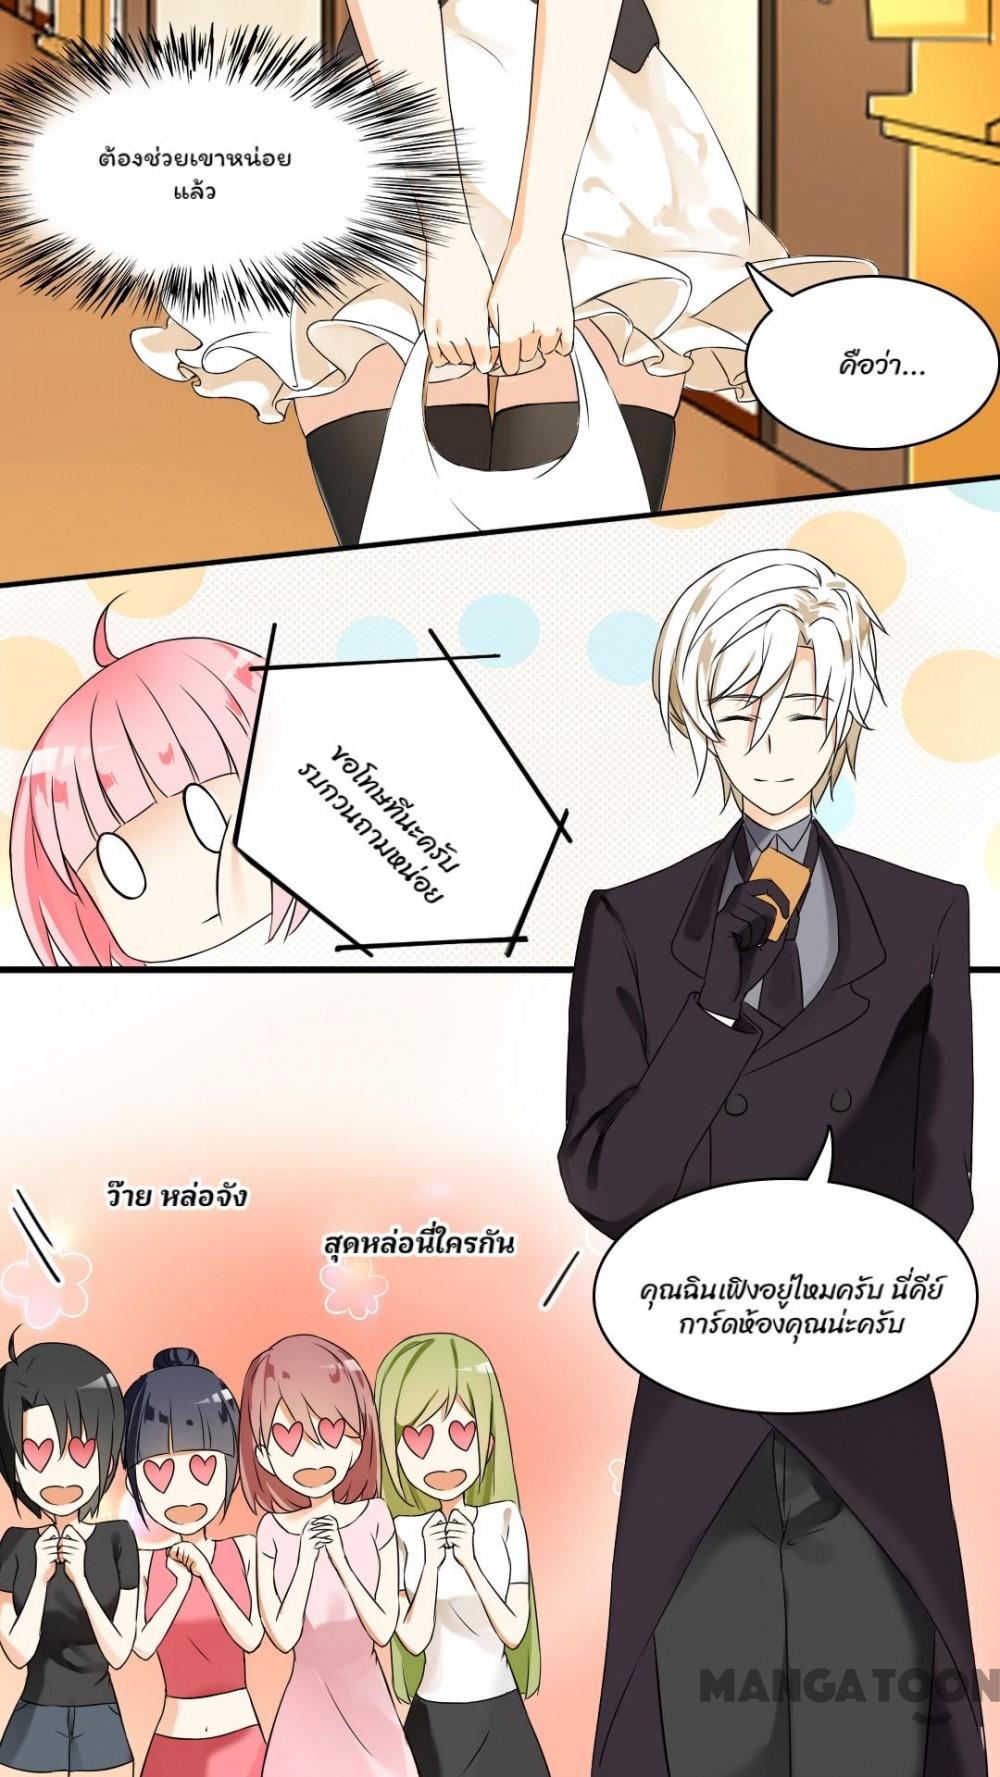 ต้องช่วยเขาหน่อย
แล้ว
คือว่า...
ขอโทษทีนะครับ
รบกวนถามหน่อย
ว๊าย หล่อจัง
สุดหล่อนี่ใครกัน
คุณฉินเฟิงอยู่ไหมครับ นี่คีย์
การ์ดห้องคุณน่ะครับ
MANGATOON